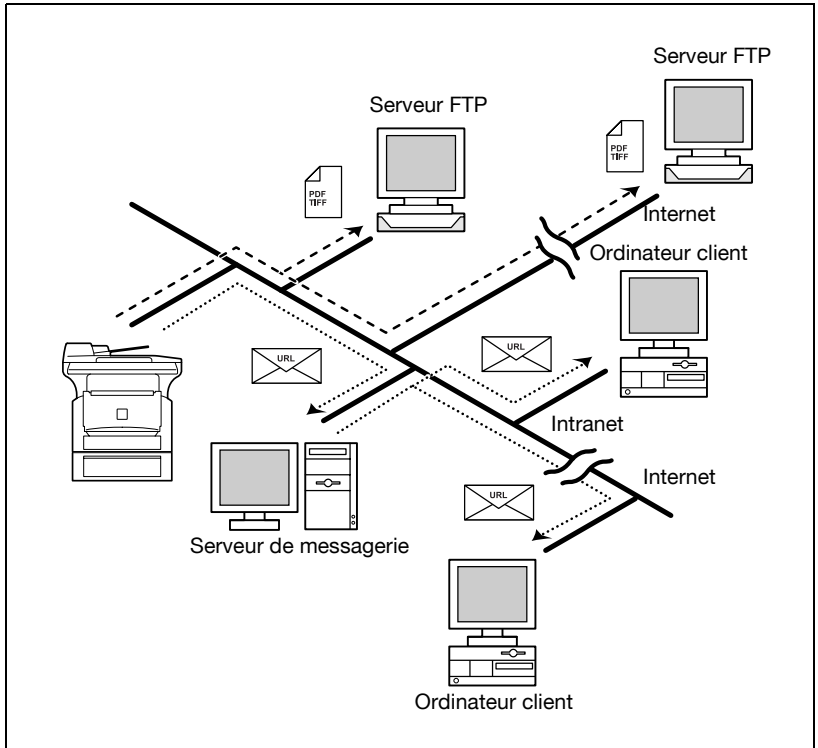 Serveur FTP
Serveur FTP
PDF
TIFF
PDF
TIFF
Internet
Ordinateur client
URL
URL
Intranet
Internet
URL
Serveur de messagerie
Ordinateur client